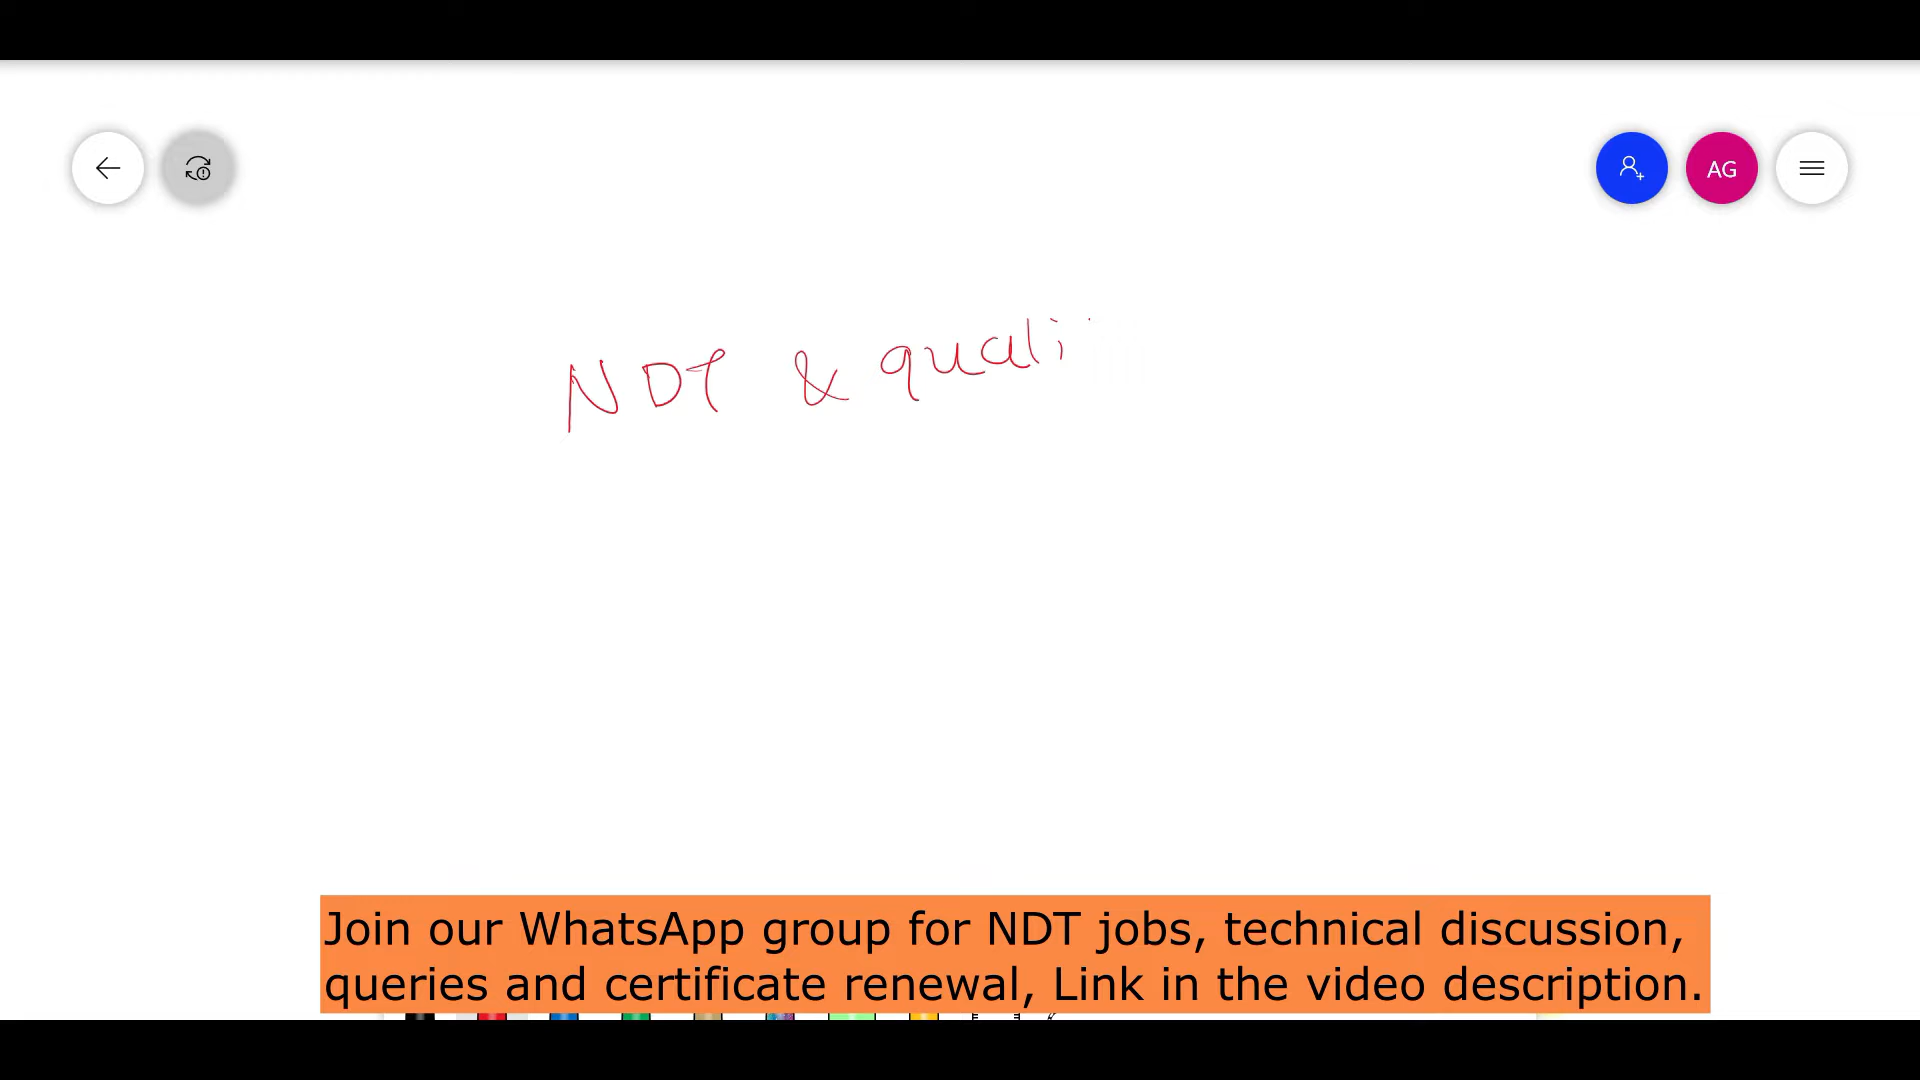 AG
NDT & quali
Join our WhatsApp group for NDT jobs, technical discussion,
queries and certificate renewal, Link in the video description.